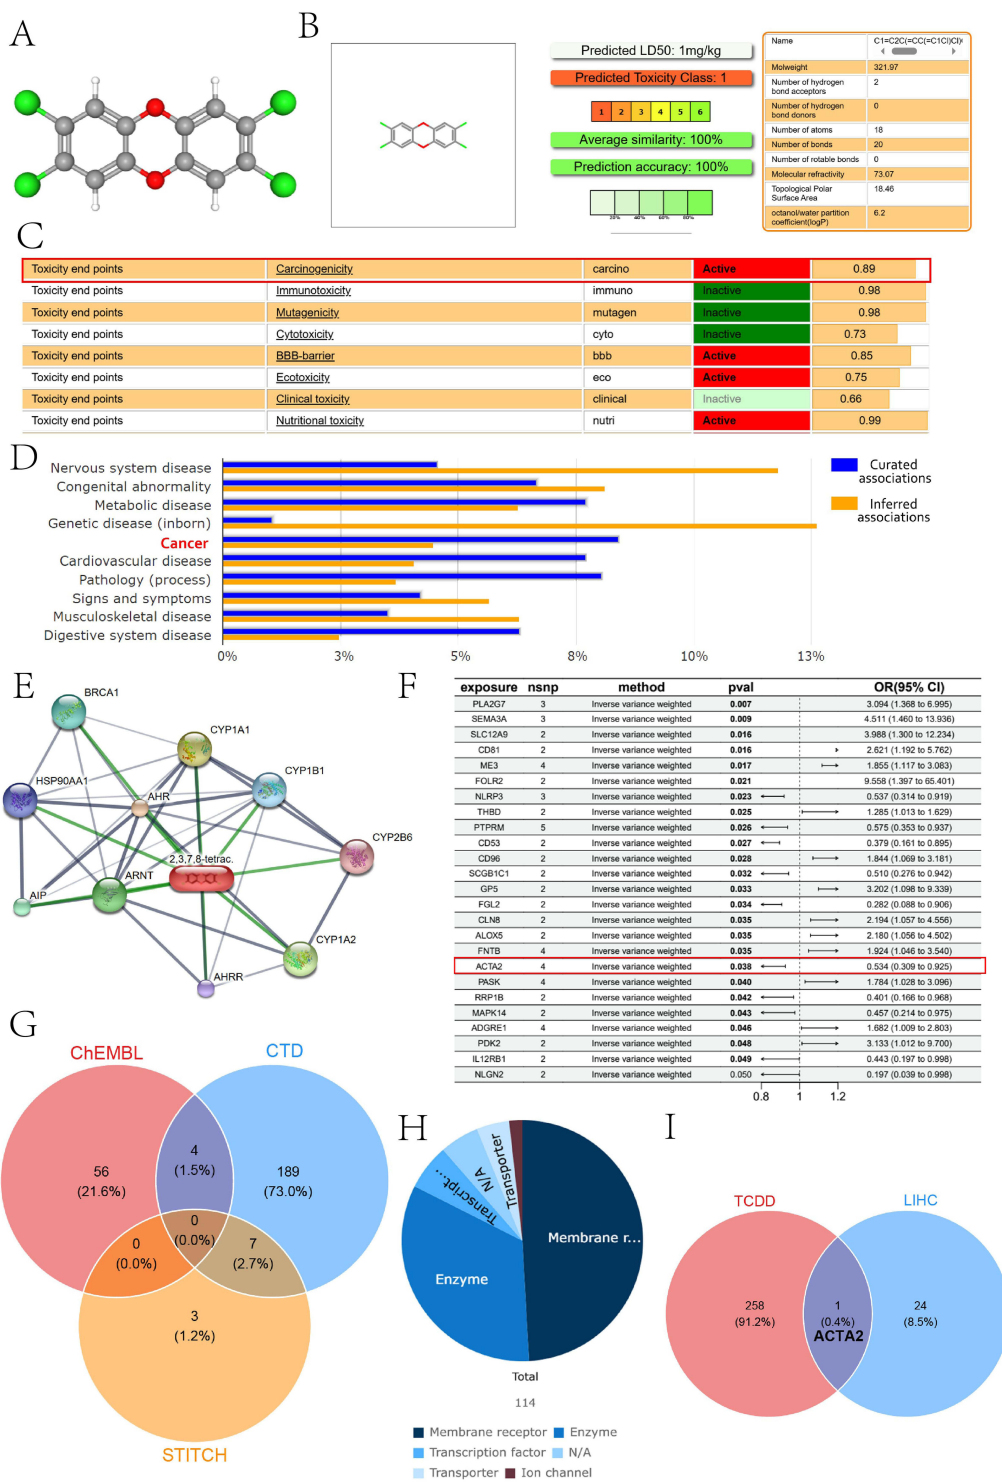 A
B
Predicted LD50: 1mg/kg
Predicted Toxicity Class: 1
1 2 3 4 5 6
Average similarity: 100%
Prediction accuracy: 100%
20% 40% 60% 80%
Name C1=C2C(=CC(=C1Cl)Cl)
Molweight 321.97
Number of hydrogen bond acceptors 2
Number of hydrogen bond donors 0
Number of atoms 18
Number of bonds 20
Number of rotable bonds 0
Molecular refractivity 73.07
Topological Polar Surface Area 18.46
octanol/water partition coefficient(logP) 6.2
C
Toxicity end points Carcinogenicity carcino Active 0.89
Toxicity end points Immunotoxicity immuno Inactive 0.98
Toxicity end points Mutagenicity mutagen Inactive 0.98
Toxicity end points Cytotoxicity cyto Inactive 0.73
Toxicity end points BBB-barrier bbb Active 0.85
Toxicity end points Ecotoxicity eco Active 0.75
Toxicity end points Clinical toxicity clinical Inactive 0.66
Toxicity end points Nutritional toxicity nutri Active 0.99
D
Nervous system disease
Congenital abnormality
Metabolic disease
Genetic disease (inborn)
Cancer
Cardiovascular disease
Pathology (process)
Signs and symptoms
Musculoskeletal disease
Digestive system disease
0% 3% 5% 8% 10% 13%
Curated associations
Inferred associations
E
BRCA1
CYP1A1
HSP90AA1
AHR
CYP1B1
CYP2B6
2,3,7,8-tetrac.
ARNT
AIP
CYP1A2
AHRR
F
exposure nsnp method pval OR(95% CI)
PLA2G7 3 Inverse variance weighted 0.007 3.094 (1.368 to 6.995)
SEMA3A 3 Inverse variance weighted 0.009 4.511 (1.460 to 13.936)
SLC12A9 2 Inverse variance weighted 0.016 3.988 (1.300 to 12.234)
CD81 2 Inverse variance weighted 0.016 2.621 (1.192 to 5.762)
ME3 4 Inverse variance weighted 0.017 1.855 (1.117 to 3.083)
FOLR2 2 Inverse variance weighted 0.021 9.558 (1.397 to 65.401)
NLRP3 3 Inverse variance weighted 0.023 0.537 (0.314 to 0.919)
THBD 2 Inverse variance weighted 0.025 1.285 (1.013 to 1.629)
PTPRM 5 Inverse variance weighted 0.026 0.575 (0.353 to 0.937)
CD53 2 Inverse variance weighted 0.027 0.379 (0.161 to 0.895)
CD96 2 Inverse variance weighted 0.028 1.844 (1.069 to 3.181)
SCGB1C1 2 Inverse variance weighted 0.032 0.510 (0.276 to 0.942)
GP5 2 Inverse variance weighted 0.033 3.202 (1.098 to 9.339)
FGL2 2 Inverse variance weighted 0.034 0.282 (0.088 to 0.906)
CLN8 2 Inverse variance weighted 0.035 2.194 (1.057 to 4.556)
ALOX5 2 Inverse variance weighted 0.035 2.180 (1.056 to 4.502)
FNTB 4 Inverse variance weighted 0.035 1.924 (1.046 to 3.540)
ACTA2 4 Inverse variance weighted 0.038 0.534 (0.309 to 0.925)
PASK 4 Inverse variance weighted 0.040 1.784 (1.028 to 3.096)
RRP1B 2 Inverse variance weighted 0.042 0.401 (0.166 to 0.968)
MAPK14 2 Inverse variance weighted 0.043 0.457 (0.214 to 0.975)
ADGRE1 4 Inverse variance weighted 0.046 1.682 (1.009 to 2.803)
PDK2 2 Inverse variance weighted 0.048 3.133 (1.012 to 9.700)
IL12RB1 2 Inverse variance weighted 0.049 0.443 (0.197 to 0.998)
NLGN2 2 Inverse variance weighted 0.050 0.197 (0.039 to 0.998)
0.8 1 1.2
G
ChEMBL
CTD
56
(21.6%)
4
(1.5%)
189
(73.0%)
0
(0.0%)
0
(0.0%)
7
(2.7%)
3
(1.2%)
STITCH
H
Transcript...
N/A
Transporter
Membrane r...
Enzyme
Total
114
Membrane receptor Enzyme
Transcription factor N/A
Transporter Ion channel
I
TCDD
LIHC
258
(91.2%)
1
(0.4%)
ACTA2
24
(8.5%)